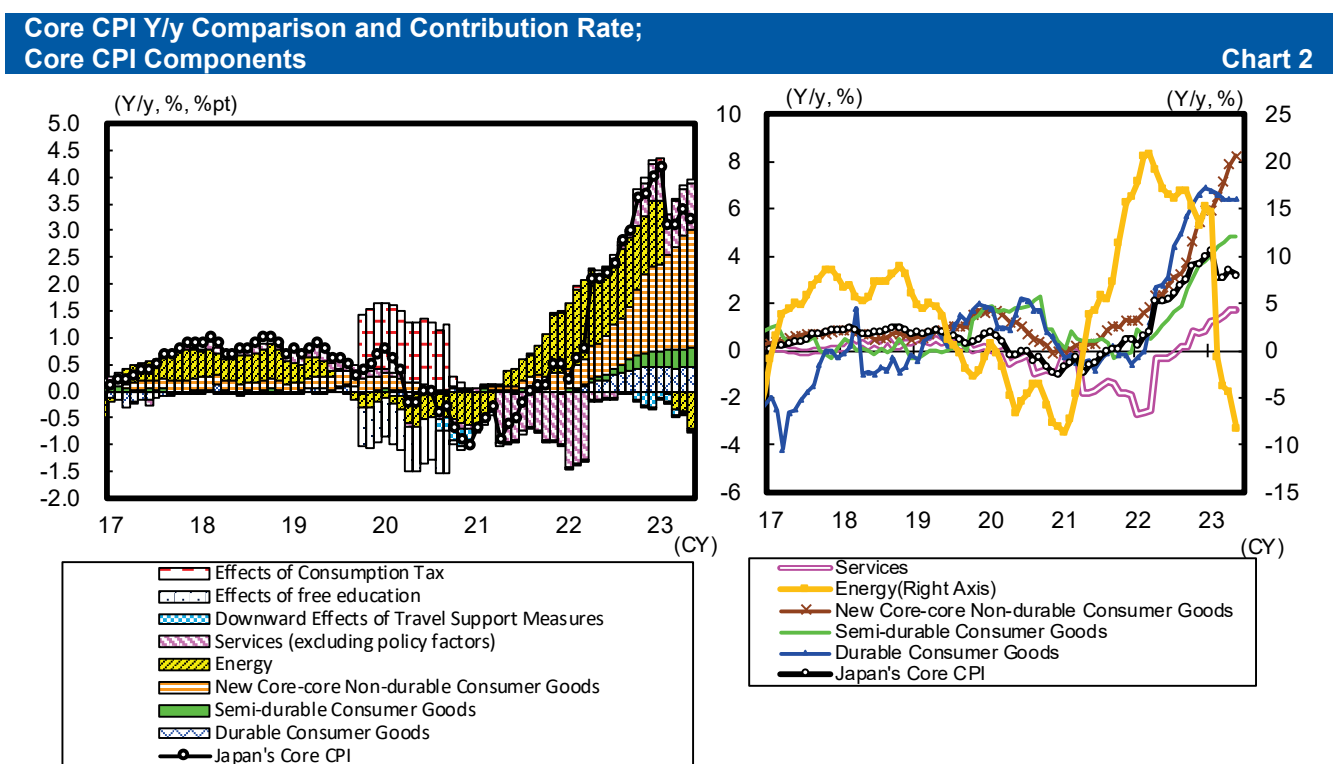 Core CPI Y/y Comparison and Contribution Rate;
Core CPI Components
Chart 2
(Y/y, %, %pt)
5.0
4.5
4.0
3.5
3.0
2.5
2.0
1.5
1.0
0.5
0.0
-0.5
-1.0
-1.5
-2.0
17 18 19 20 21 22 23
(CY)
Effects of Consumption Tax
Effects of free education
Downward Effects of Travel Support Measures
Services (excluding policy factors)
Energy
New Core-core Non-durable Consumer Goods
Semi-durable Consumer Goods
Durable Consumer Goods
Japan's Core CPI
(Y/y, %)
(Y/y, %)
10
8
6
4
2
0
-2
-4
-6
25
20
15
10
5
0
-5
-10
-15
17 18 19 20 21 22 23
(CY)
Services
Energy(Right Axis)
New Core-core Non-durable Consumer Goods
Semi-durable Consumer Goods
Durable Consumer Goods
Japan's Core CPI